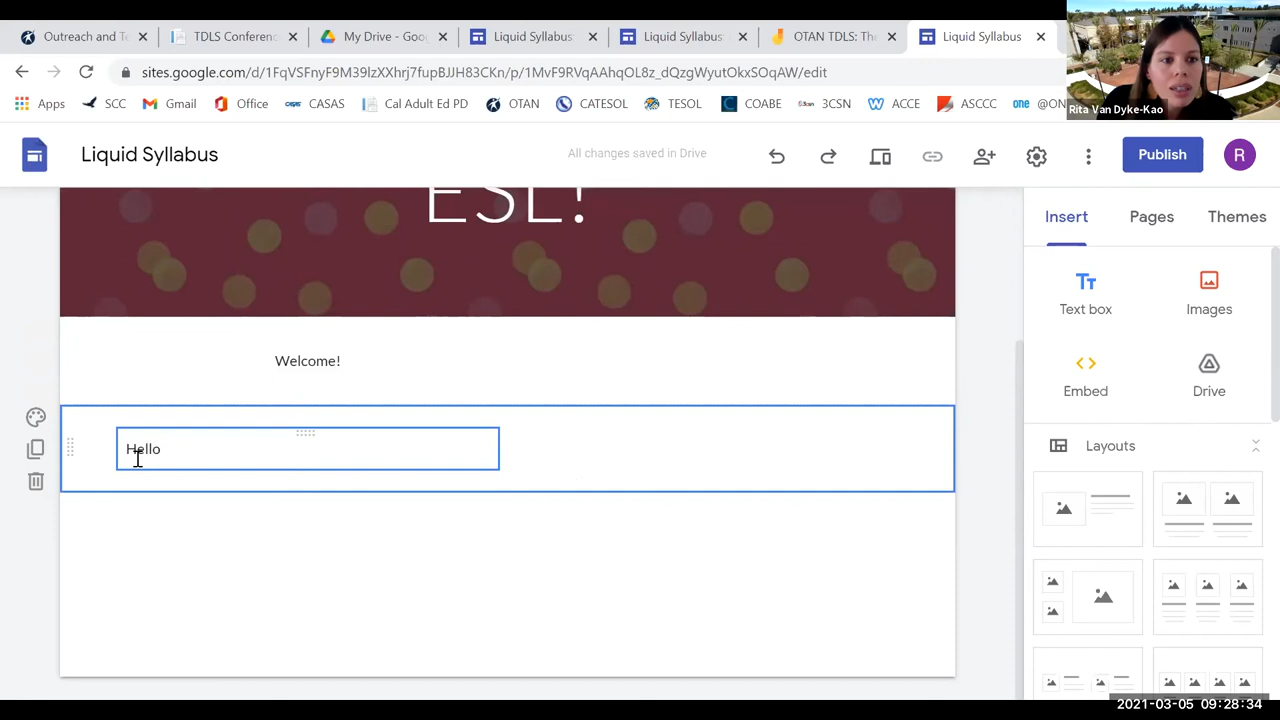 Outreach and Te
TDLS Conferenc
My Drive - Goog
Liquid Syllabus
Liquid Syllabus
OTAN TDLS: The
Liquid Syllabus
sites.google.com/d/1FqVSFnyF9M39IzXXhrj7fupBJJH83CKn/p/1MvF9RVqAAhqOL8z_dQzgWyutOkxSOqAW/edit
Apps
SCC
Gmail
Office
CASAS
Cal Adult Ed PD
OTAN
CATESOL
TESOL
COABE
3CSN
ACCE
ASCCC
@ON
Rita Van Dyke-Kao
Liquid Syllabus
All changes saved in Drive
Publish
R
ESL!
Insert
Pages
Themes
Text box
Images
Embed
Drive
Welcome!
Hello
Layouts
2021-03-05 09:28:34